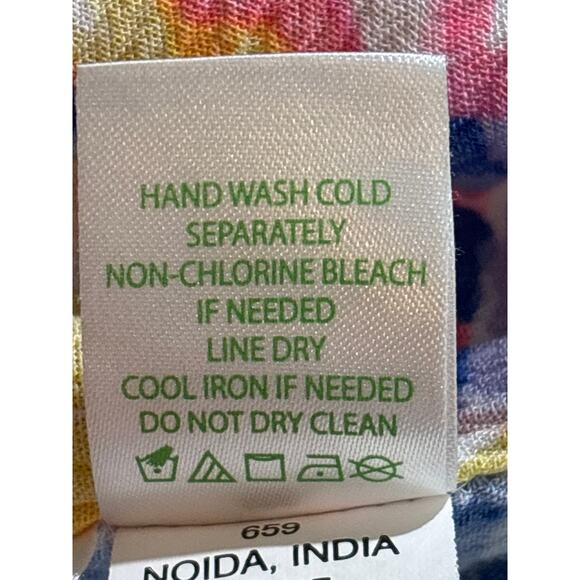 HAND WASH COLD
SEPARATELY
NON-CHLORINE BLEACH
IF NEEDED
LINE DRY
COOL IRON IF NEEDED
DO NOT DRY CLEAN
659
NOIDA, INDIA